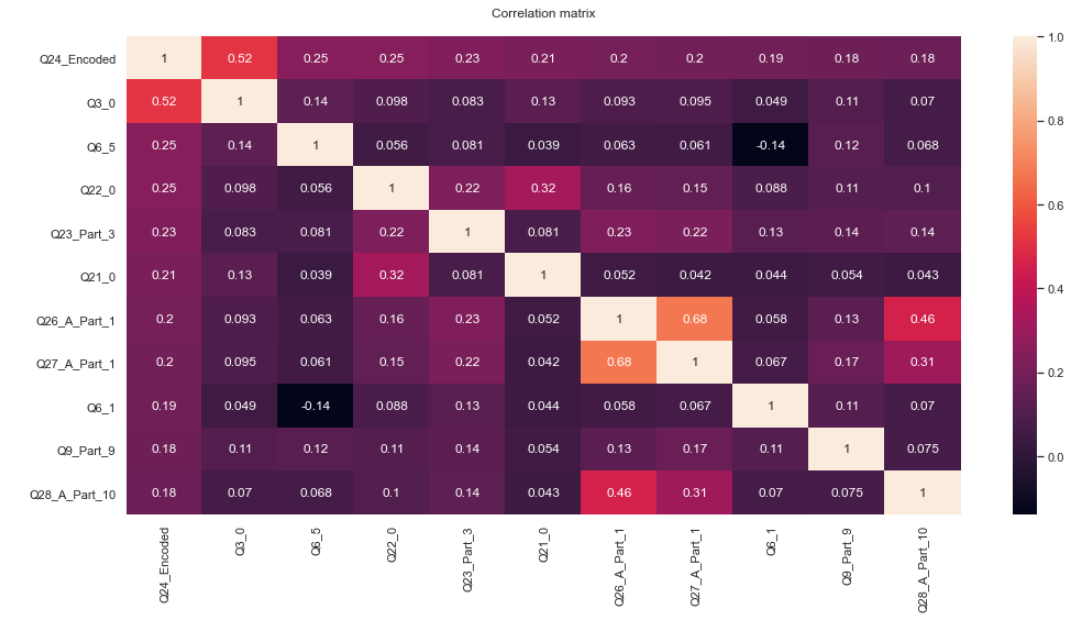 Correlation matrix
Q24_Encoded 1 0.52 0.25 0.25 0.23 0.21 0.2 0.2 0.19 0.18 0.18
Q3_0 0.52 1 0.14 0.098 0.083 0.13 0.093 0.095 0.049 0.11 0.07
Q6_5 0.25 0.14 1 0.056 0.081 0.039 0.063 0.061 -0.14 0.12 0.068
Q22_0 0.25 0.098 0.056 1 0.22 0.32 0.16 0.15 0.088 0.11 0.1
Q23_Part_3 0.23 0.083 0.081 0.22 1 0.081 0.23 0.22 0.13 0.14 0.14
Q21_0 0.21 0.13 0.039 0.32 0.081 1 0.052 0.042 0.044 0.054 0.043
Q26_A_Part_1 0.2 0.093 0.063 0.16 0.23 0.052 1 0.68 0.058 0.13 0.46
Q27_A_Part_1 0.2 0.095 0.061 0.15 0.22 0.042 0.68 1 0.067 0.17 0.31
Q6_1 0.19 0.049 -0.14 0.088 0.13 0.044 0.058 0.067 1 0.11 0.07
Q9_Part_9 0.18 0.11 0.12 0.11 0.14 0.054 0.13 0.17 0.11 1 0.075
Q28_A_Part_10 0.18 0.07 0.068 0.1 0.14 0.043 0.46 0.31 0.07 0.075 1
Q24_Encoded
Q3_0
Q6_5
Q22_0
Q23_Part_3
Q21_0
Q26_A_Part_1
Q27_A_Part_1
Q6_1
Q9_Part_9
Q28_A_Part_10
1.0
0.8
0.6
0.4
0.2
0.0